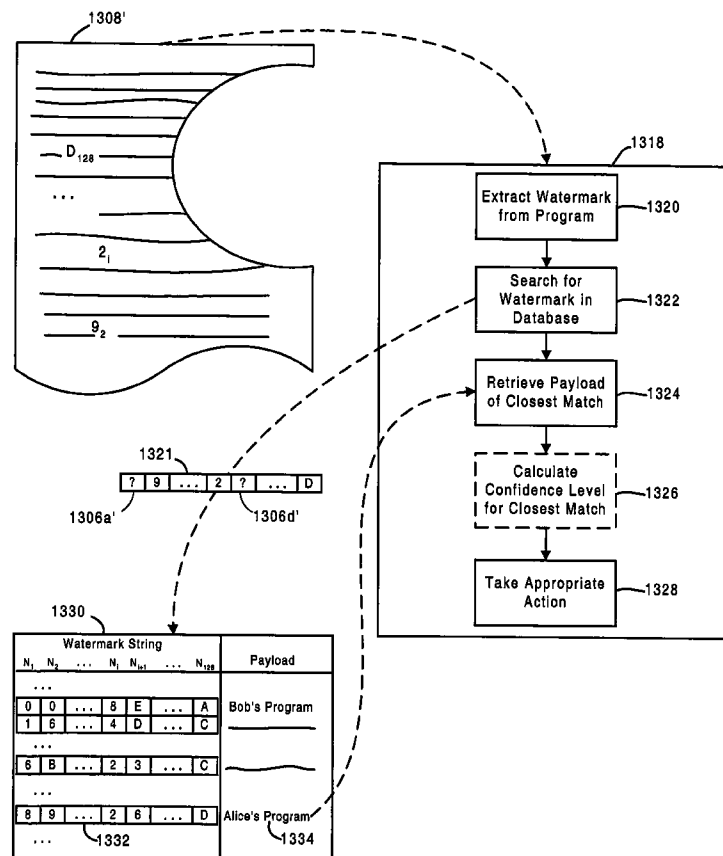 1308'
D128
...
2i
92
1318
Extract Watermark
from Program
1320
Search for
Watermark in
Database
1322
Retrieve Payload
of Closest Match
1324
Calculate
Confidence Level
for Closest Match
1326
Take Appropriate
Action
1328
1321
? 9 ... 2 ? ... D
1306a' 1306d'
1330
Watermark String Payload
N1 N2 ... Ni Ni+1 ... N128
...
0 0 ... 8 E ... A Bob's Program
1 6 ... 4 D ... C
...
6 B ... 2 3 ... C
...
8 9 ... 2 6 ... D Alice's Program
... 1332 1334